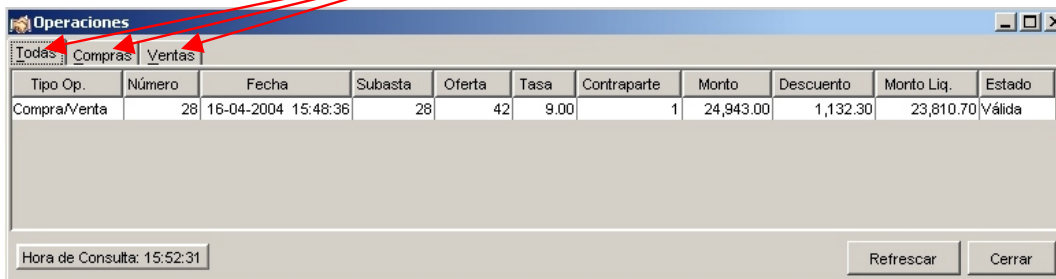 Operaciones
Todas Compras Ventas
Tipo Op. Número Fecha Subasta Oferta Tasa Contraparte Monto Descuento Monto Liq. Estado
Compra/Venta 28 16-04-2004 15:48:36 28 42 9.00 1 24,943.00 1,132.30 23,810.70 Válida
Hora de Consulta: 15:52:31 Refrescar Cerrar